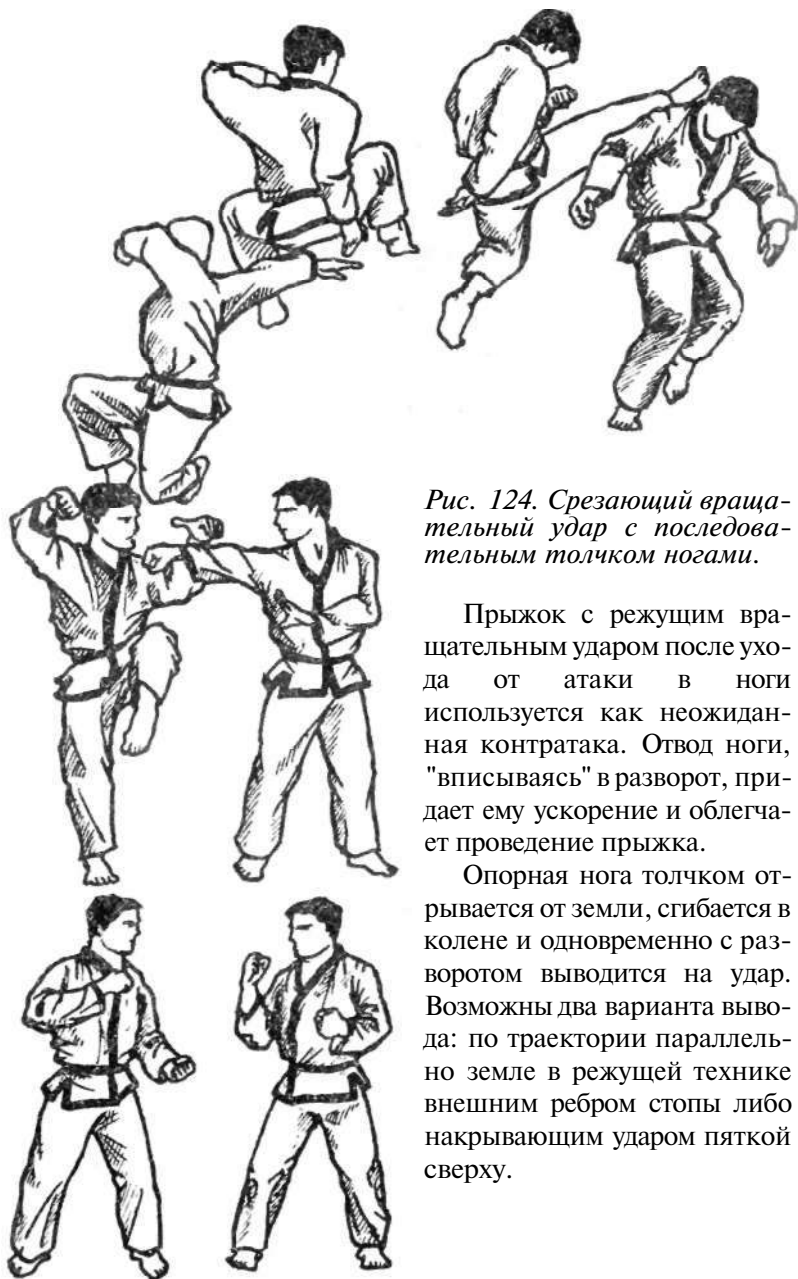 Рис. 124. Срезающий враща-
тельный удар с последова-
тельным толчком ногами.
Прыжок с режущим вра-
щательным ударом после ухо-
да от атаки в ноги
используется как неожидан-
ная контратака. Отвод ноги,
"вписываясь" в разворот, при-
дает ему ускорение и облегча-
ет проведение прыжка.
Опорная нога толчком от-
рывается от земли, сгибается в
колене и одновременно с раз-
воротом выводится на удар.
Возможны два варианта выво-
да: по траектории параллель-
но земле в режущей технике
внешним ребром стопы либо
накрывающим ударом пяткой
сверху.